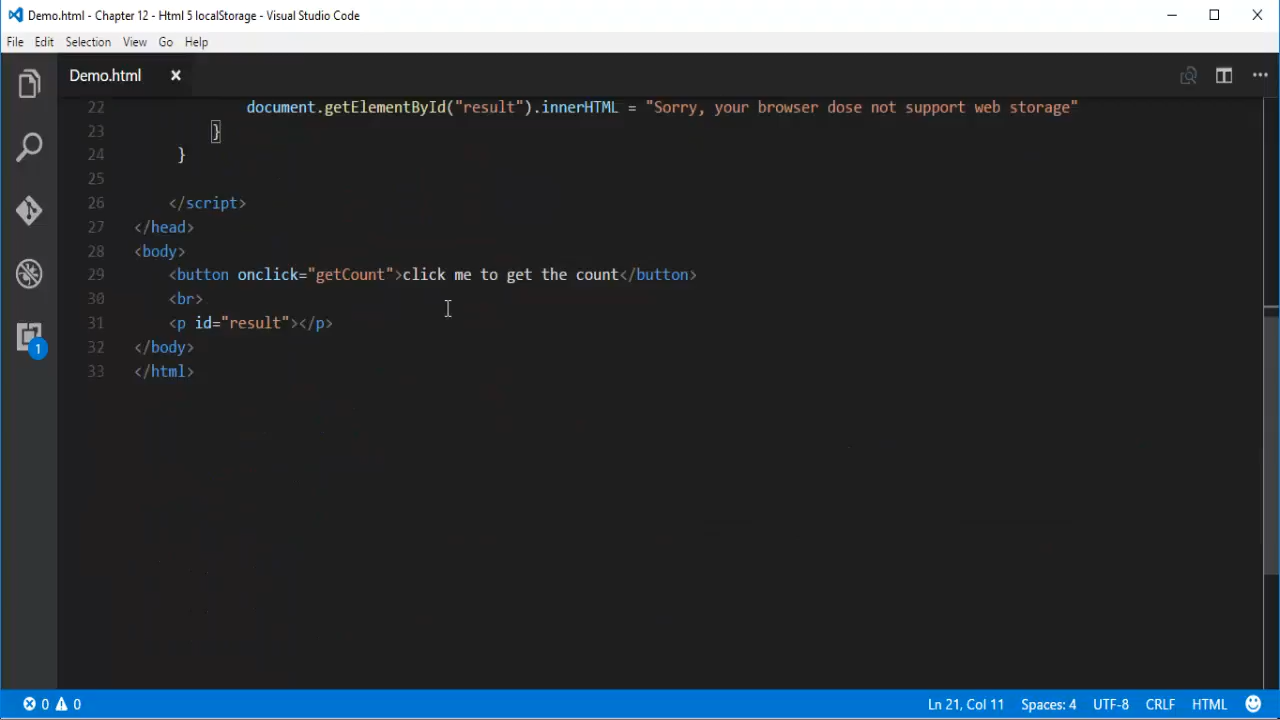 Demo.html - Chapter 12 - Html 5 localStorage - Visual Studio Code
File Edit Selection View Go Help
Demo.html
22 document.getElementById("result").innerHTML = "Sorry, your browser dose not support web storage"
23 }
24 }
25
26 </script>
27 </head>
28 <body>
29 <button onclick="getCount">click me to get the count</button>
30 <br>
31 <p id="result"></p>
32 </body>
33 </html>
1
0 0 Ln 21, Col 11 Spaces: 4 UTF-8 CRLF HTML